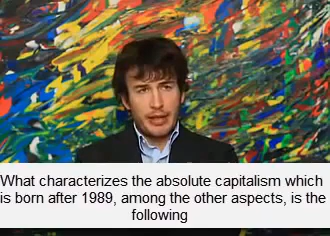 What characterizes the absolute capitalism which
is born after 1989, among the other aspects, is the
following